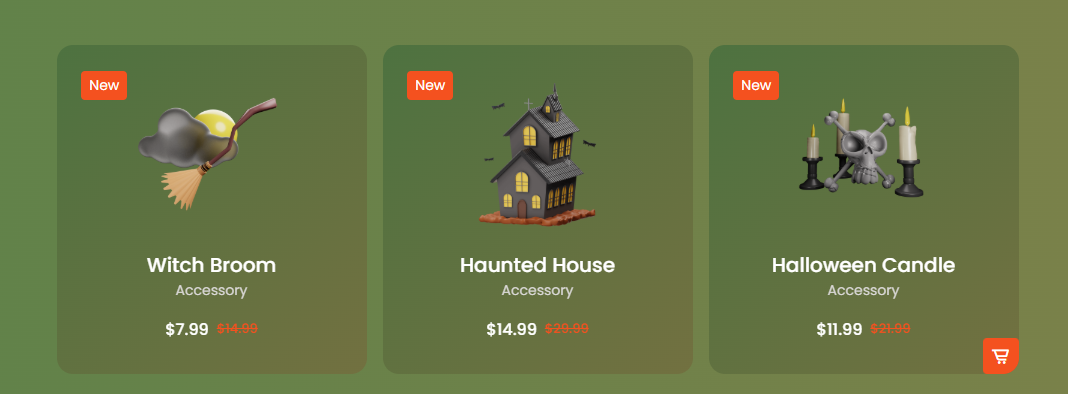 New
Witch Broom
Accessory
$7.99 $14.99
New
Haunted House
Accessory
$14.99 $20.99
New
Halloween Candle
Accessory
$11.99 $21.99